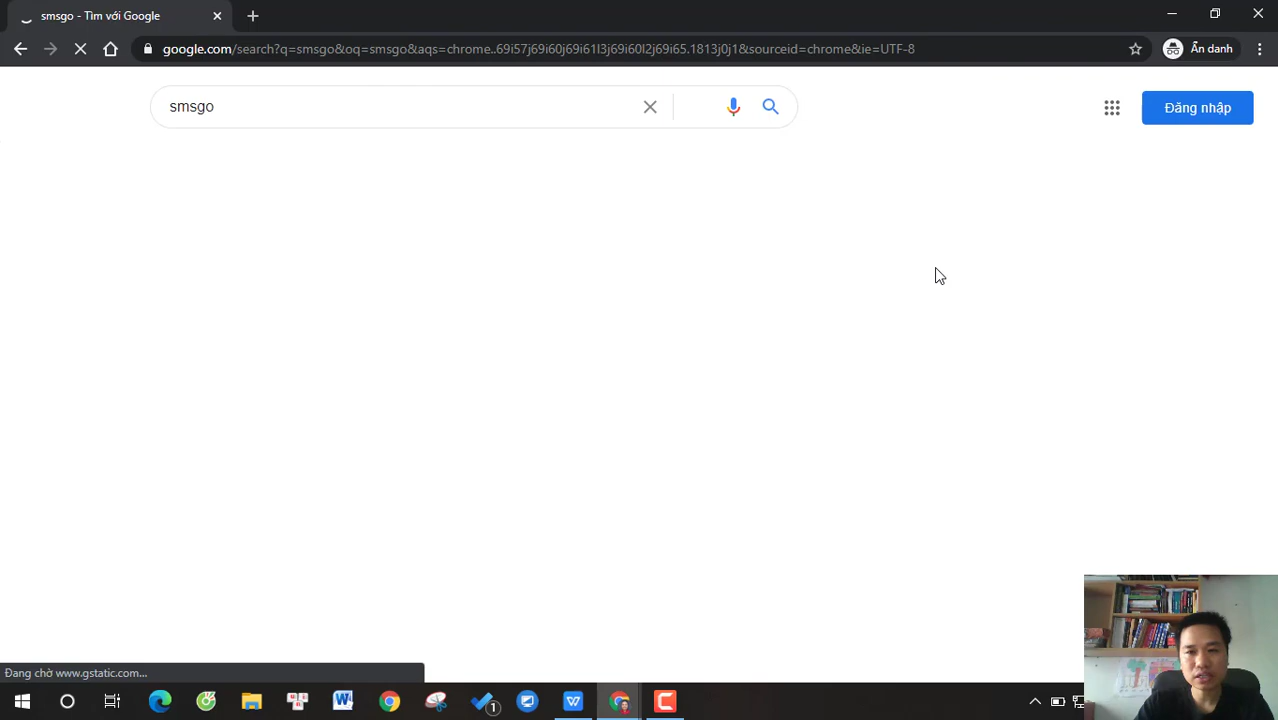 smsgo - Tìm với Google
google.com/search?q=smsgo&oq=smsgo&aqs=chrome..69i57j69i60j69i61l3j69i60l2j69i65.1813j0j1&sourceid=chrome&ie=UTF-8
Ẩn danh
smsgo
Đăng nhập
Đang chờ www.gstatic.com...
1